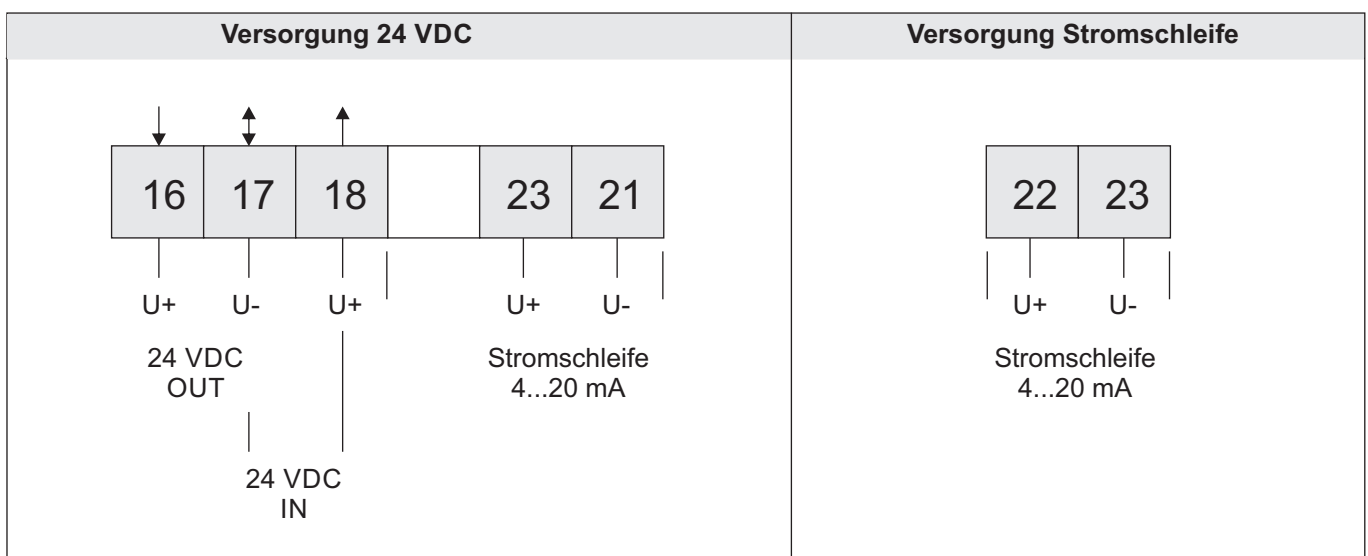 Versorgung 24 VDC
Versorgung Stromschleife
16 17 18 23 21
22 23
U+ U- U+ U+ U-
U+ U-
24 VDC
OUT
Stromschleife
4...20 mA
Stromschleife
4...20 mA
24 VDC
IN